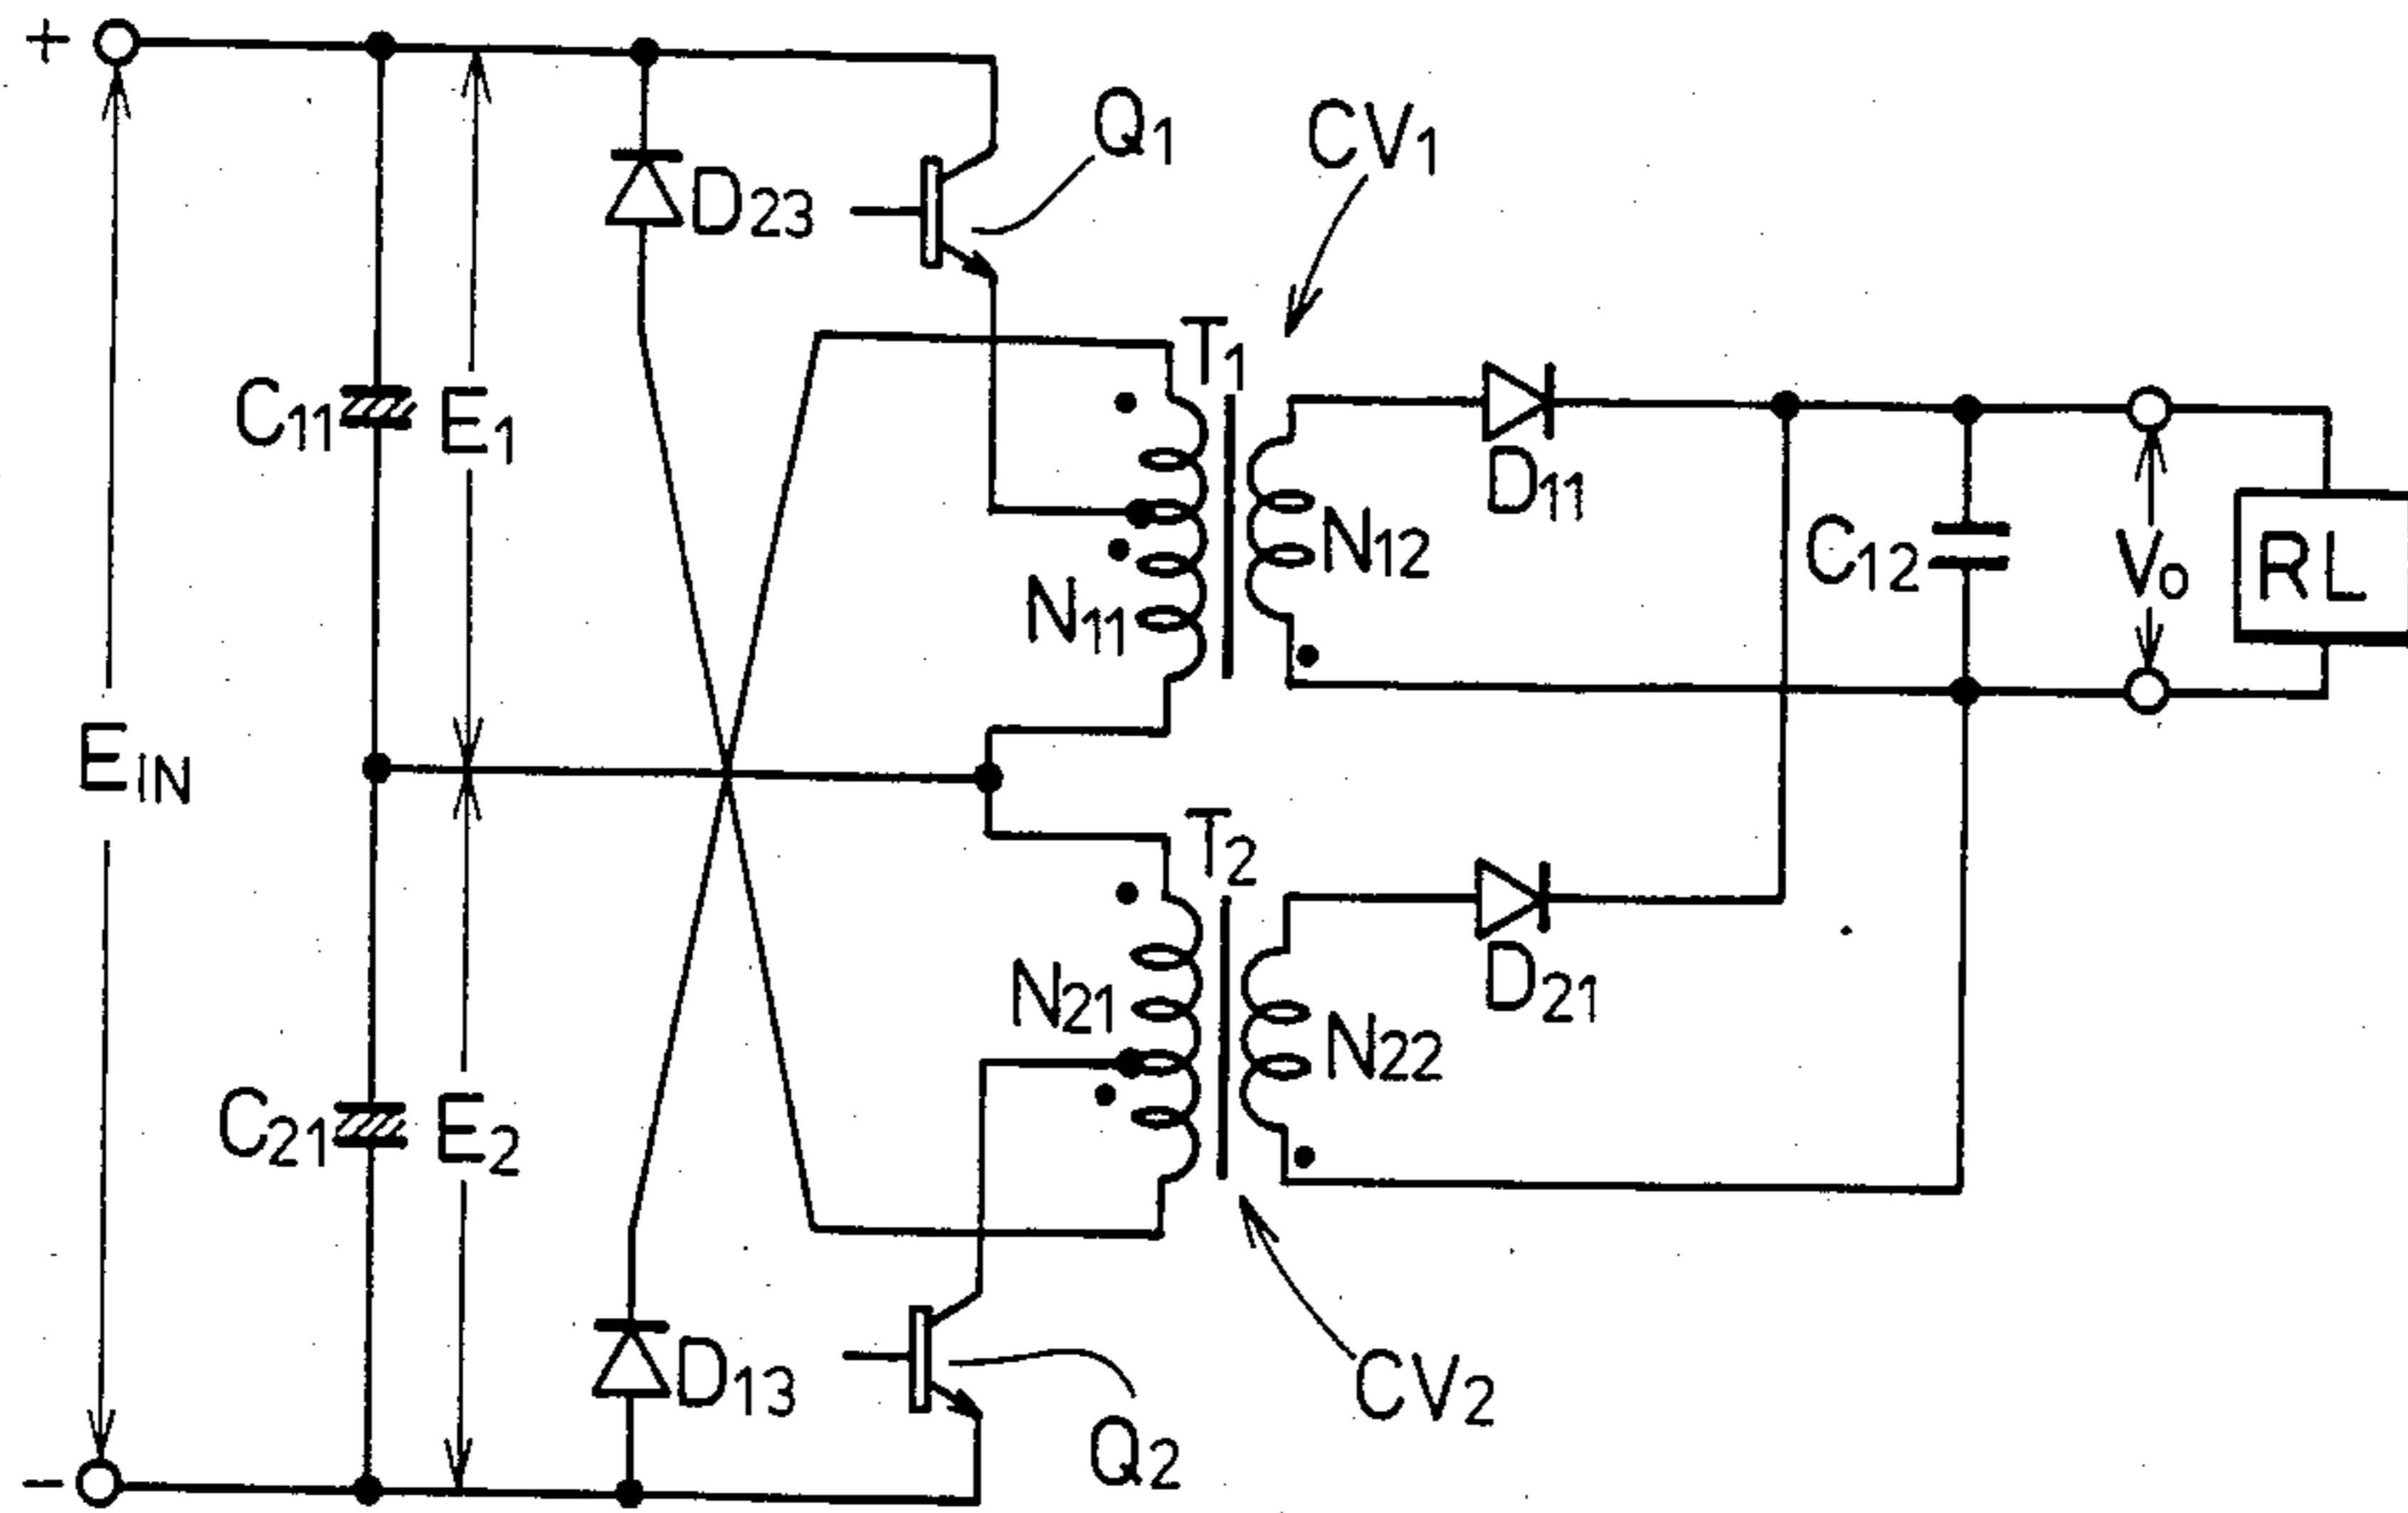 +
Q1
CV1
D23
T1
C11
E1
D11
N12
C12
Vo
RL
N11
EIN
T2
D21
N21
N22
C21
E2
D13
CV2
Q2
−